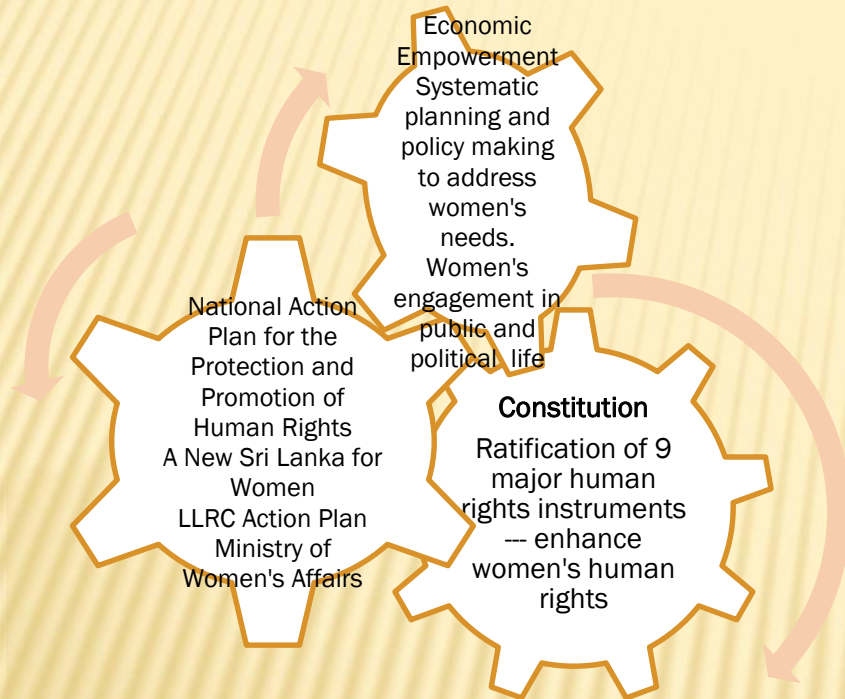 Economic
Empowerment
Systematic
planning and
policy making
to address
women's
needs.
Women's
engagement in
public and
political life
National Action
Plan for the
Protection and
Promotion of
Human Rights
A New Sri Lanka for
Women
LLRC Action Plan
Ministry of
Women's Affairs
Constitution
Ratification of 9
major human
rights instruments
--- enhance
women's human
rights